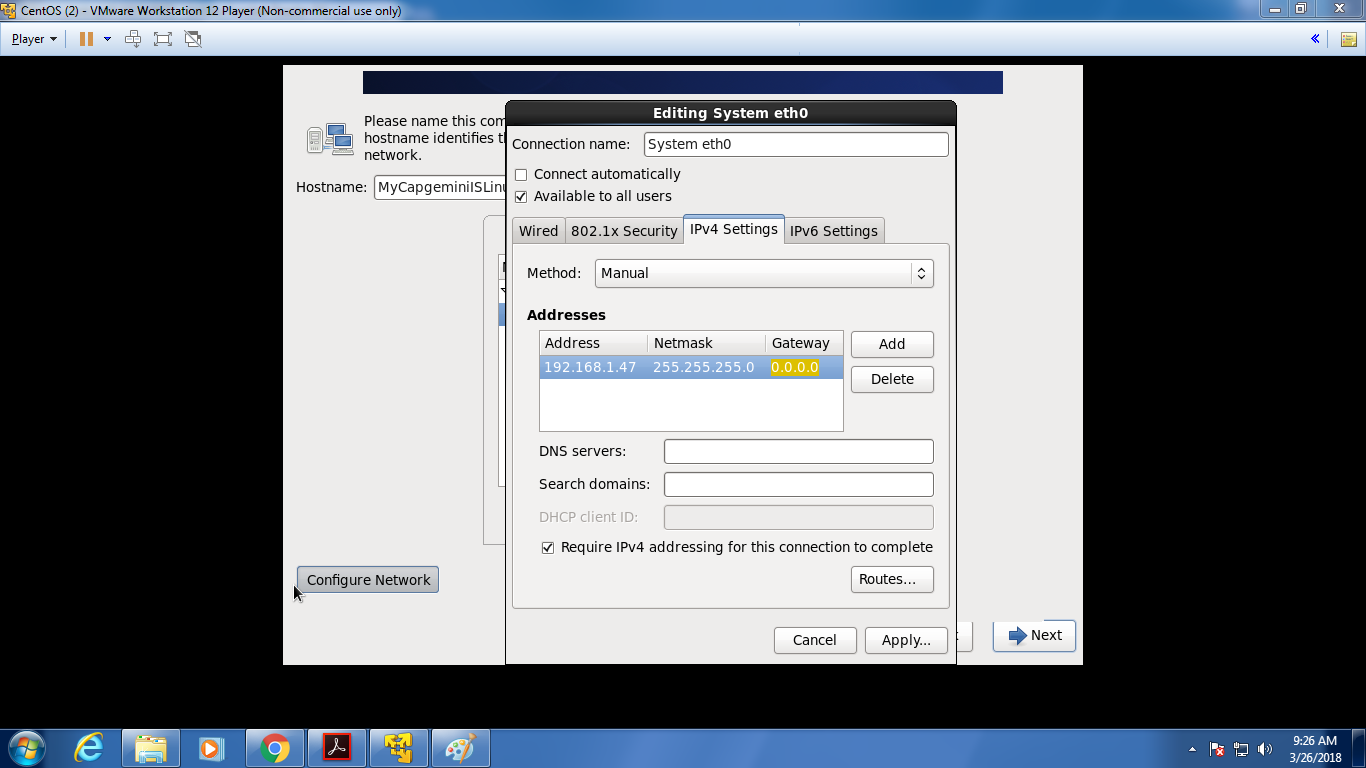 CentOS (2) - VMware Workstation 12 Player (Non-commercial use only)
Player
Please name this com
hostname identifies t
network.
Hostname: MyCapgeminiISLinu
Configure Network
Next
Editing System eth0
Connection name: System eth0
Connect automatically
Available to all users
Wired 802.1x Security IPv4 Settings IPv6 Settings
Method: Manual
Addresses
Address Netmask Gateway
192.168.1.47 255.255.255.0 0.0.0.0
Add
Delete
DNS servers:
Search domains:
DHCP client ID:
Require IPv4 addressing for this connection to complete
Routes...
Cancel Apply...
9:26 AM
3/26/2018